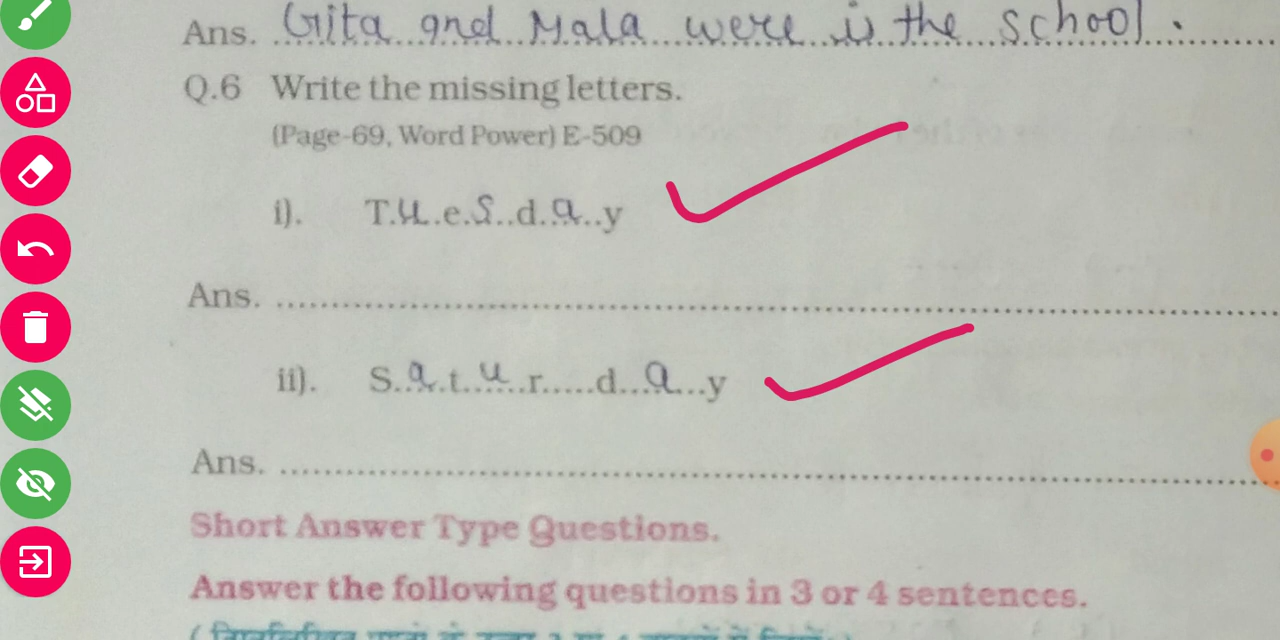 Ans. Gita and Mala were is the school.
Q.6 Write the missing letters.
(Page-69, Word Power) E-509
i). T.u..e.s..d.a..y
Ans. ........................
ii). S..a..t..u...r.....d...a...y
Ans. ........................
Short Answer Type Questions.
Answer the following questions in 3 or 4 sentences.